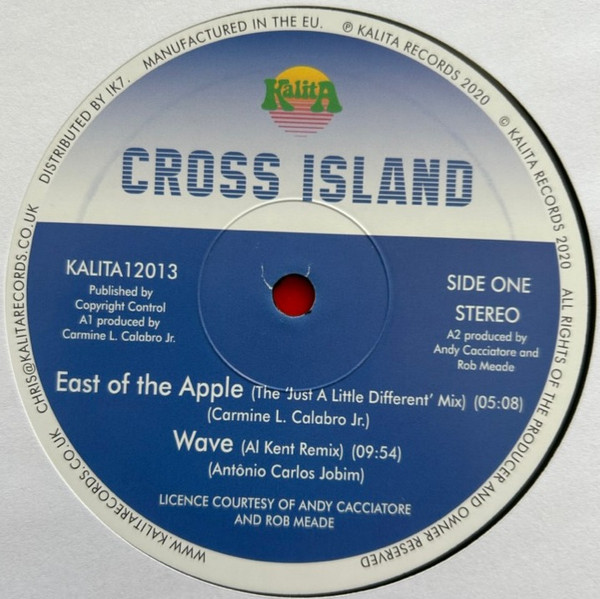 DISTRIBUTED BY !K7. MANUFACTURED IN THE EU. ℗ KALITA RECORDS 2020 © KALITA RECORDS 2020 ALL RIGHTS OF THE PRODUCER AND OWNER RESERVED
KalitA
CROSS ISLAND
KALITA12013
Published by
Copyright Control
A1 produced by
Carmine L. Calabro Jr.
SIDE ONE
STEREO
A2 produced by
Andy Cacciatore and
Rob Meade
East of the Apple (The 'Just A Little Different' Mix) (05:08)
(Carmine L. Calabro Jr.)
Wave (Al Kent Remix) (09:54)
(Antônio Carlos Jobim)
LICENCE COURTESY OF ANDY CACCIATORE
AND ROB MEADE
WWW.KALITARECORDS.CO.UK CHRIS@KALITARECORDS.CO.UK